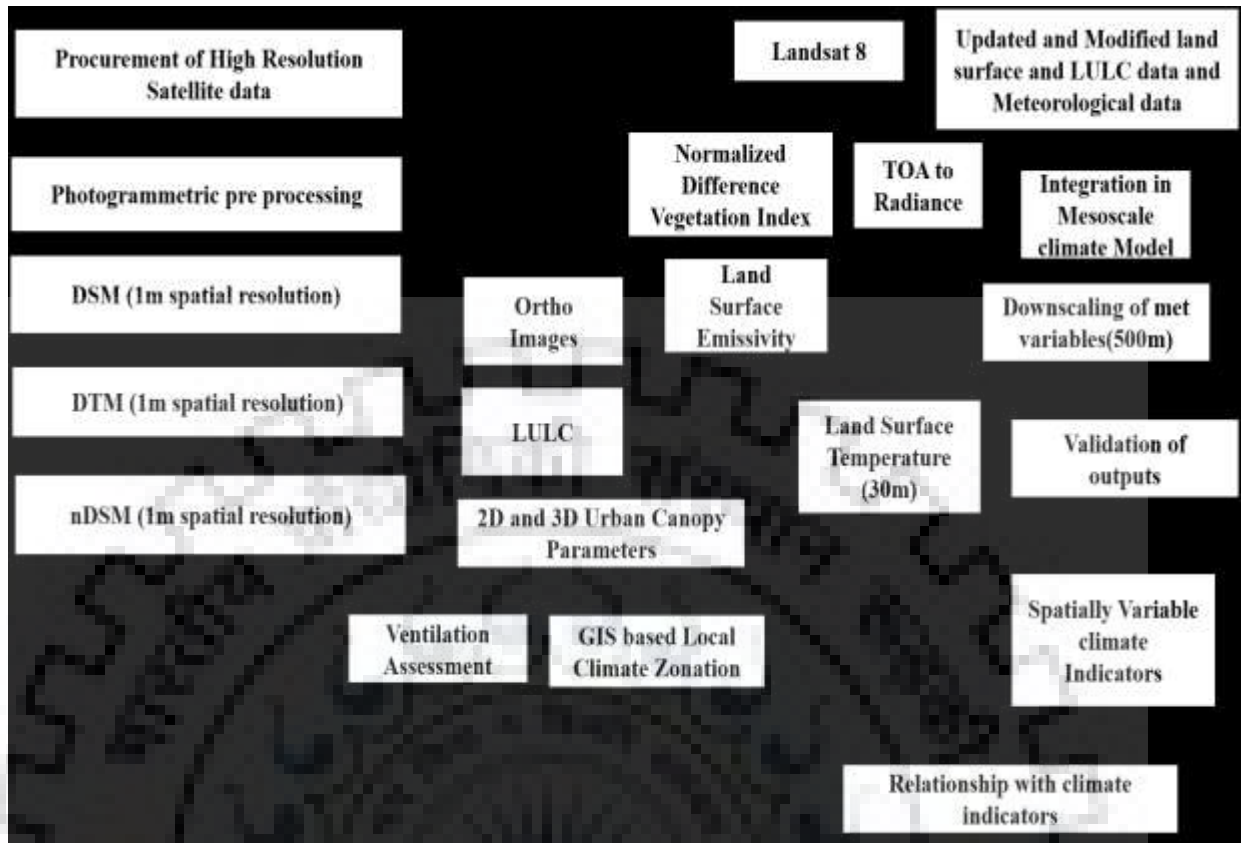 Procurement of High Resolution
Satellite data
Photogrammetric pre processing
DSM (1m spatial resolution)
DTM (1m spatial resolution)
nDSM (1m spatial resolution)
Ortho
Images
LULC
2D and 3D Urban Canopy
Parameters
Ventilation
Assessment
GIS based Local
Climate Zonation
Landsat 8
Normalized
Difference
Vegetation Index
TOA to
Radiance
Land
Surface
Emissivity
Land Surface
Temperature
(30m)
Updated and Modified land
surface and LULC data and
Meteorological data
Integration in
Mesoscale
climate Model
Downscaling of met
variables(500m)
Validation of
outputs
Spatially Variable
climate
Indicators
Relationship with climate
indicators